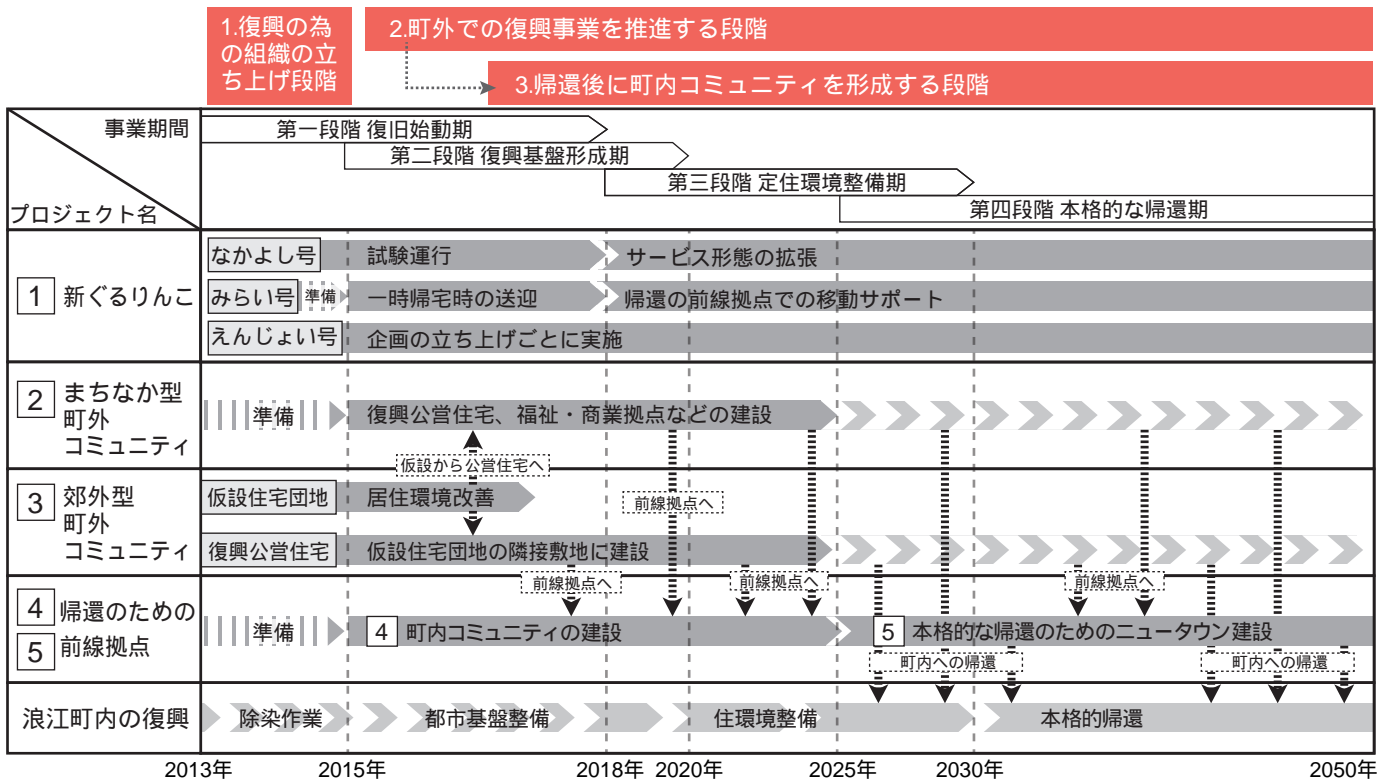 1.復興の為
の組織の立
ち上げ段階
2.町外での復興事業を推進する段階
3.帰還後に町内コミュニティを形成する段階
事業期間
プロジェクト名
第一段階 復旧始動期
第二段階 復興基盤形成期
第三段階 定住環境整備期
第四段階 本格的な帰還期
1 新ぐるりんこ
なかよし号
試験運行
サービス形態の拡張
みらい号
準備
一時帰宅時の送迎
帰還の前線拠点での移動サポート
えんじょい号
企画の立ち上げごとに実施
2 まちなか型
町外
コミュニティ
準備
復興公営住宅、福祉・商業拠点などの建設
仮設から公営住宅へ
3 郊外型
町外
コミュニティ
仮設住宅団地
居住環境改善
前線拠点へ
復興公営住宅
仮設住宅団地の隣接敷地に建設
前線拠点へ
前線拠点へ
前線拠点へ
4 帰還のための
5 前線拠点
準備
4 町内コミュニティの建設
5 本格的な帰還のためのニュータウン建設
町内への帰還
町内への帰還
浪江町内の復興
除染作業
都市基盤整備
住環境整備
本格的帰還
2013年
2015年
2018年
2020年
2025年
2030年
2050年